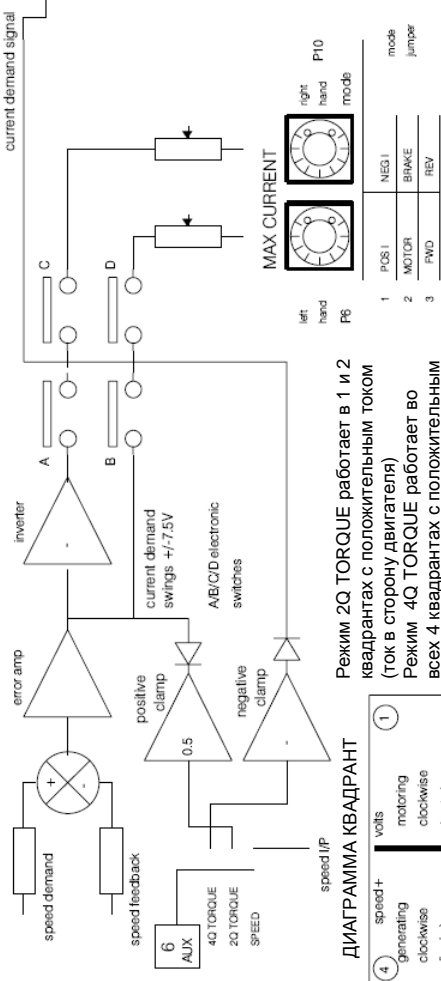 current demand signal
inverter
error amp
speed demand
speed feedback
+
-
-
A
B
C
D
current demand
swings +/-7.5V
A/B/C/D electronic
switches
positive
clamp
0.5
negative
clamp
-
6
AUX
4Q TORQUE
2Q TORQUE
SPEED
speed I/P
MAX CURRENT
left
hand
P6
right
hand
mode
P10
1 POS I NEG I
2 MOTOR BRAKE
3 FWD REV
mode
jumper
Режим 2Q TORQUE работает в 1 и 2
квадрантах с положительным током
(ток в сторону двигателя)
Режим 4Q TORQUE работает во
всех 4 квадрантах с положительным
ДИАГРАММА КВАДРАНТ
4
speed +
volts
1
generating
clockwise
motoring
clockwise